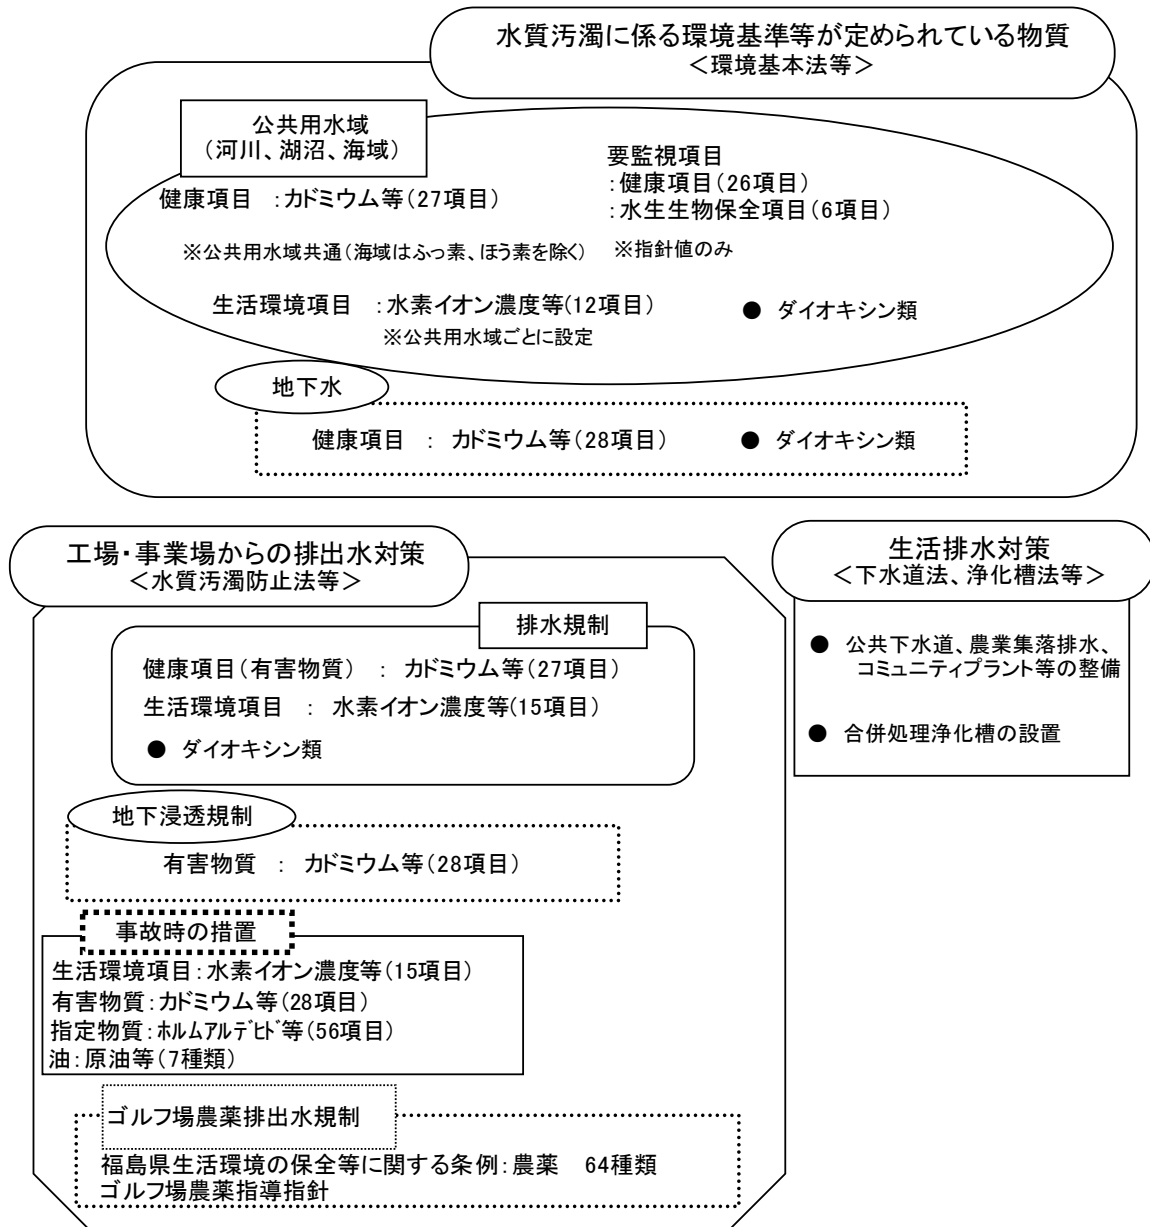 水質汚濁に係る環境基準等が定められている物質
＜環境基本法等＞
公共用水域
（河川、湖沼、海域）
健康項目　：カドミウム等（27項目）
要監視項目
：健康項目（26項目）
：水生生物保全項目（6項目）
※公共用水域共通（海域はふっ素、ほう素を除く）
※指針値のみ
生活環境項目　：水素イオン濃度等（12項目）
※公共用水域ごとに設定
●　ダイオキシン類
地下水
健康項目　：　カドミウム等（28項目）
●　ダイオキシン類
工場・事業場からの排出水対策
＜水質汚濁防止法等＞
排水規制
健康項目（有害物質）　：　カドミウム等（27項目）
生活環境項目　：　水素イオン濃度等（15項目）
●　ダイオキシン類
地下浸透規制
有害物質　：　カドミウム等（28項目）
事故時の措置
生活環境項目：水素イオン濃度等（15項目）
有害物質：カドミウム等（28項目）
指定物質：ホルムアルデヒド等（56項目）
油：原油等（7種類）
ゴルフ場農薬排出水規制
福島県生活環境の保全等に関する条例：農薬　64種類
ゴルフ場農薬指導指針
生活排水対策
＜下水道法、浄化槽法等＞
●　公共下水道、農業集落排水、
コミュニティプラント等の整備
●　合併処理浄化槽の設置